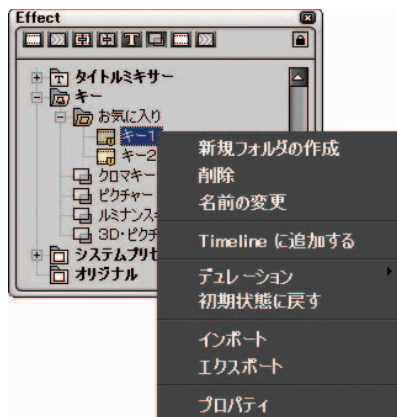 Effect
タイトルミキサー
キー
お気に入り
キー1
キー2
クロマキー
ピクチャー
ルミナンス
3D・ピクチ
システムプリセ
オリジナル
新規フォルダの作成
削除
名前の変更
Timeline に追加する
デュレーション
初期状態に戻す
インポート
エクスポート
プロパティ